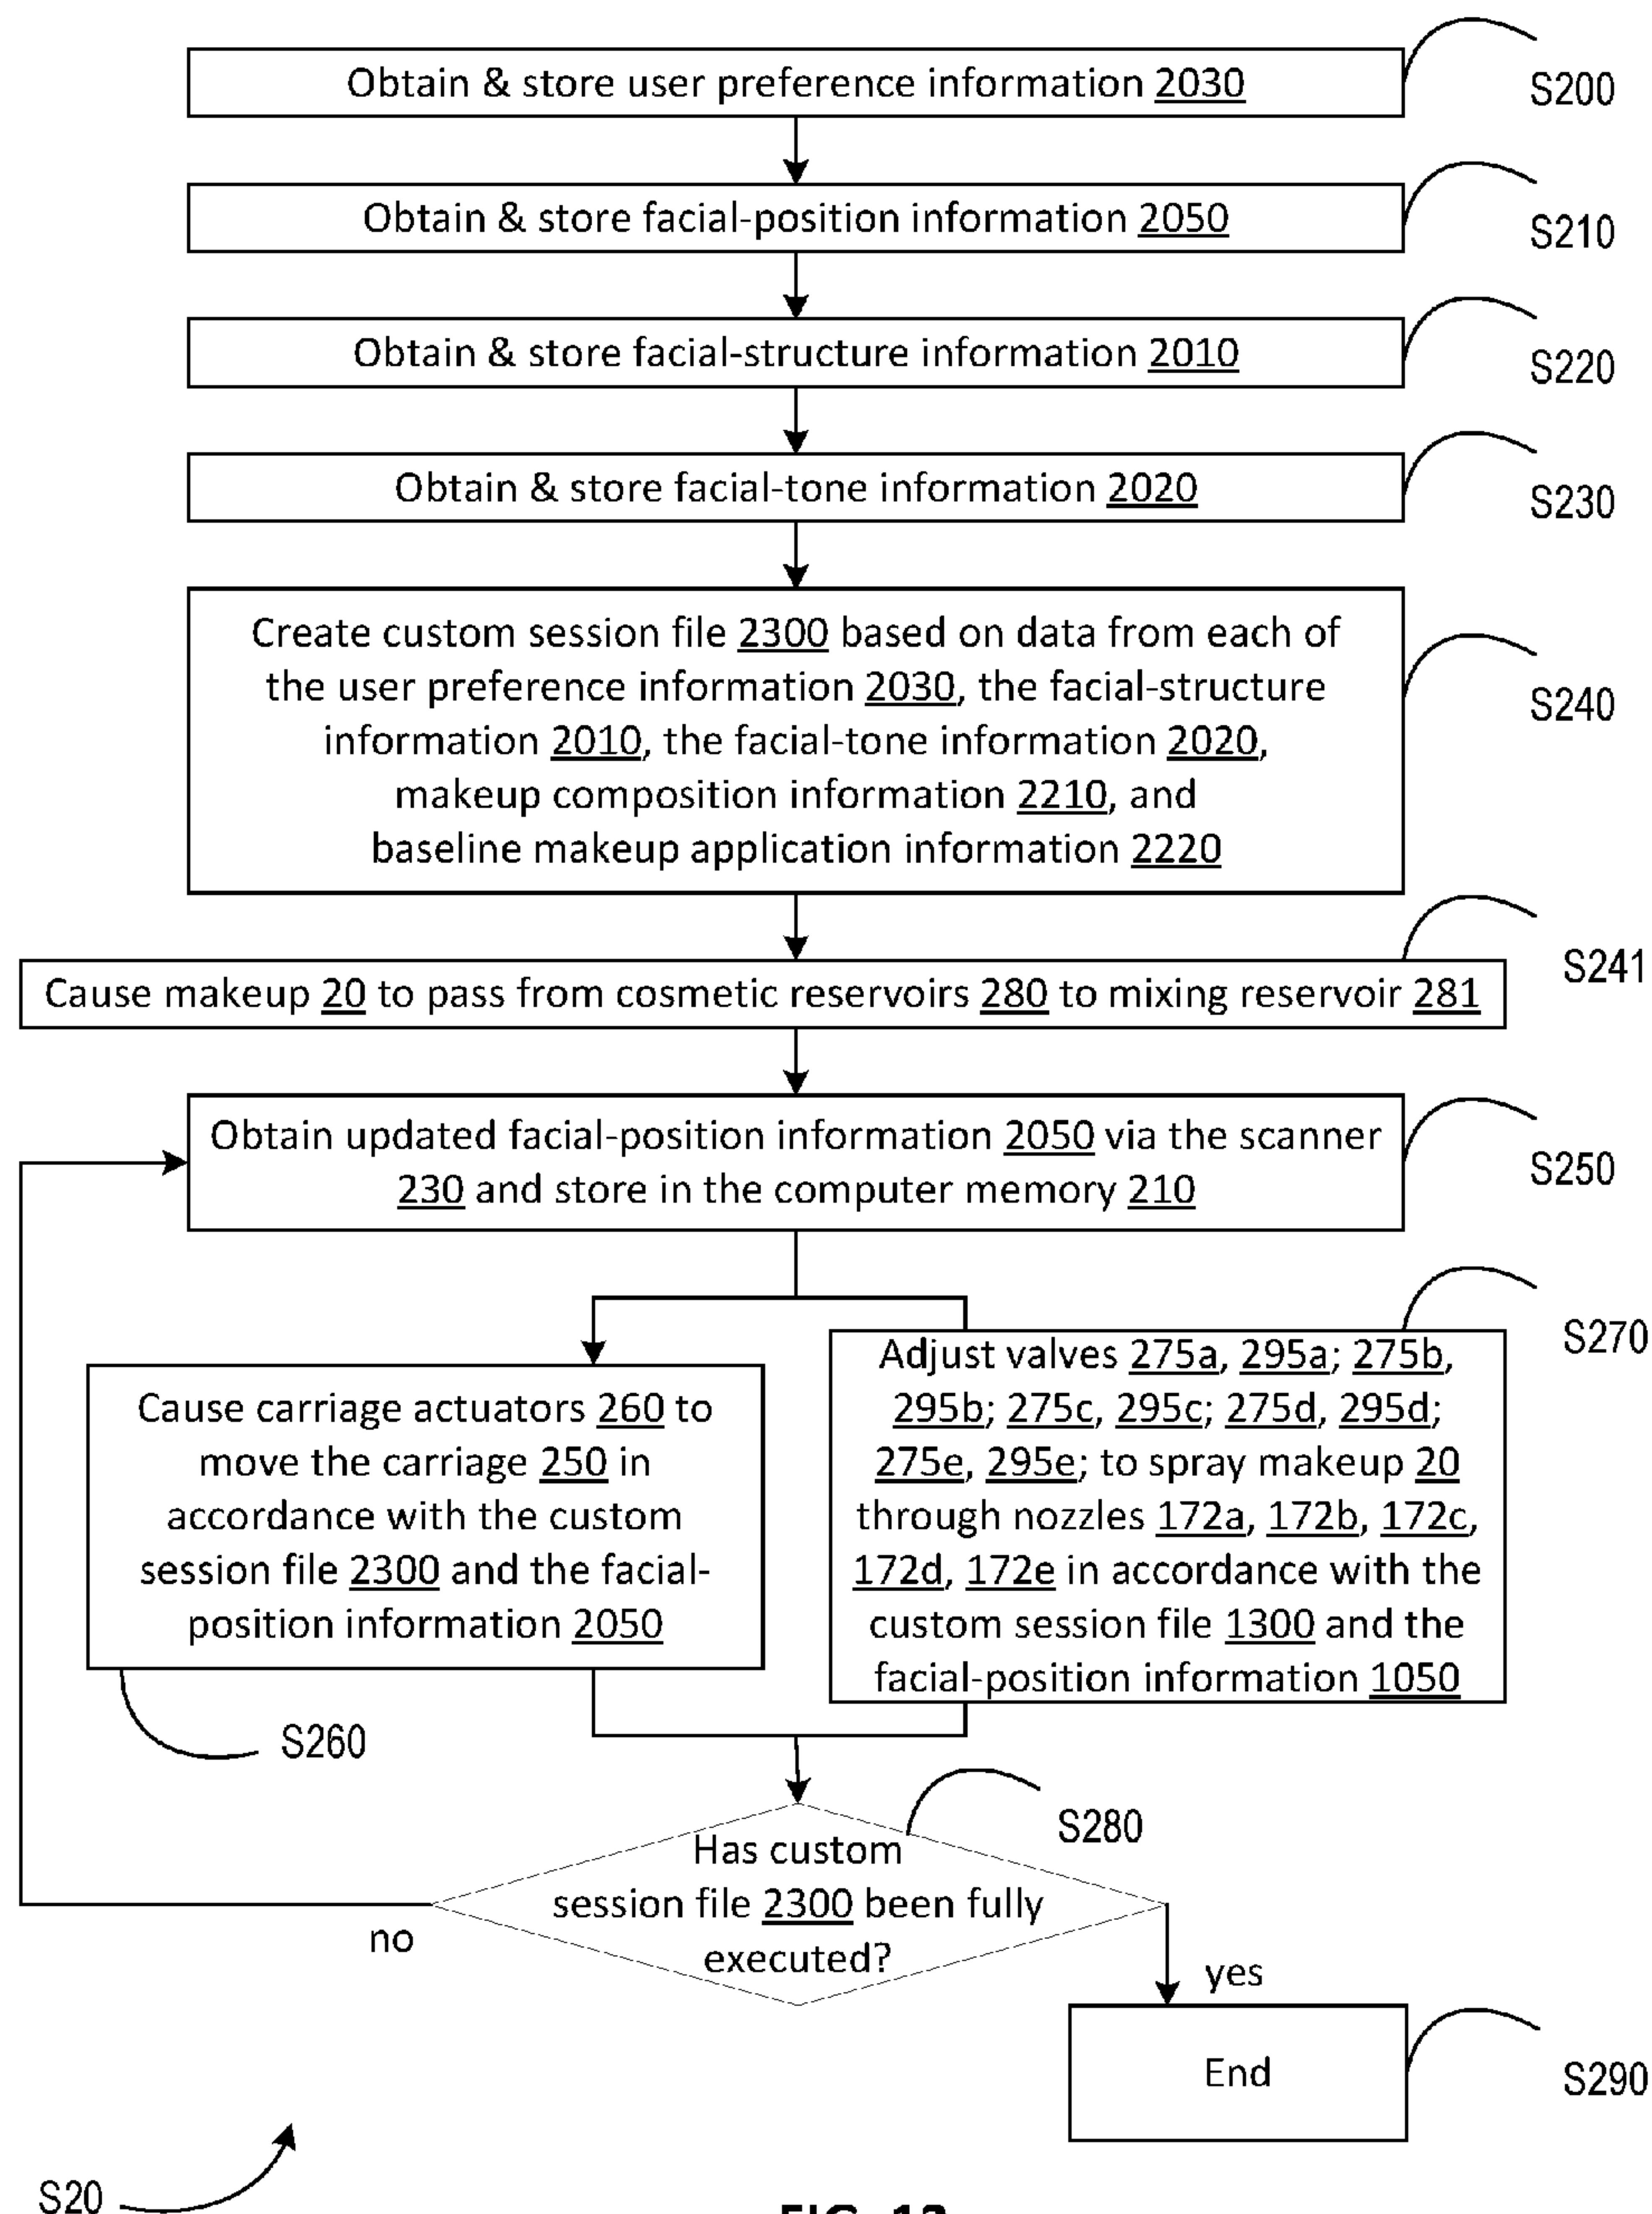 Obtain & store user preference information 2030
S200
Obtain & store facial-position information 2050
S210
Obtain & store facial-structure information 2010
S220
Obtain & store facial-tone information 2020
S230
Create custom session file 2300 based on data from each of
the user preference information 2030, the facial-structure
information 2010, the facial-tone information 2020,
makeup composition information 2210, and
baseline makeup application information 2220
S240
Cause makeup 20 to pass from cosmetic reservoirs 280 to mixing reservoir 281
S241
Obtain updated facial-position information 2050 via the scanner
230 and store in the computer memory 210
S250
Cause carriage actuators 260 to
move the carriage 250 in
accordance with the custom
session file 2300 and the facial-
position information 2050
S260
Adjust valves 275a, 295a; 275b,
295b; 275c, 295c; 275d, 295d;
275e, 295e; to spray makeup 20
through nozzles 172a, 172b, 172c,
172d, 172e in accordance with the
custom session file 1300 and the
facial-position information 1050
S270
Has custom
session file 2300 been fully
executed?
S280
no
yes
End
S290
S20